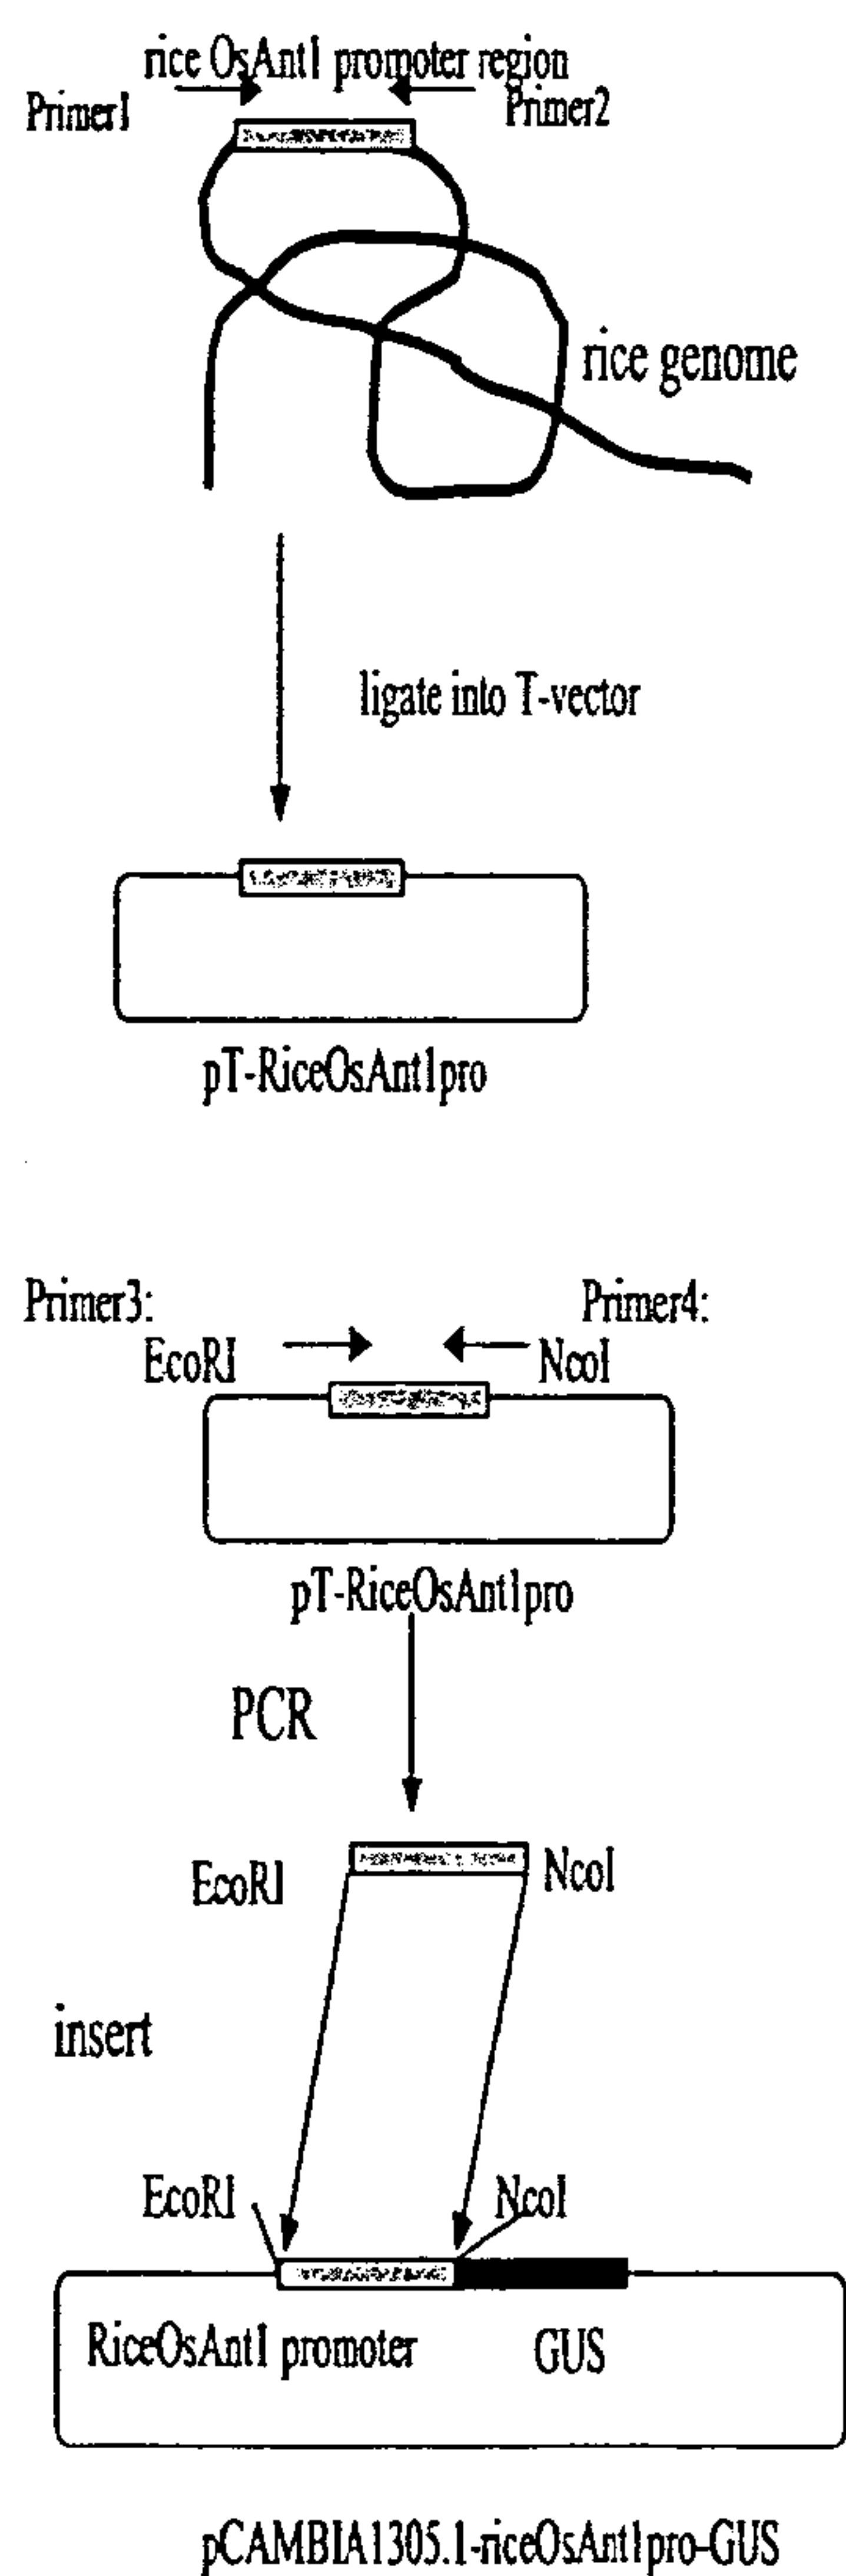 rice OsAnt1 promoter region
Primer1
Primer2
rice genome
ligate into T-vector
pT-RiceOsAnt1pro
Primer3:
Primer4:
EcoRI
NcoI
pT-RiceOsAnt1pro
PCR
EcoRI
NcoI
insert
EcoRI
NcoI
RiceOsAnt1 promoter
GUS
pCAMBIA1305.1-riceOsAnt1pro-GUS